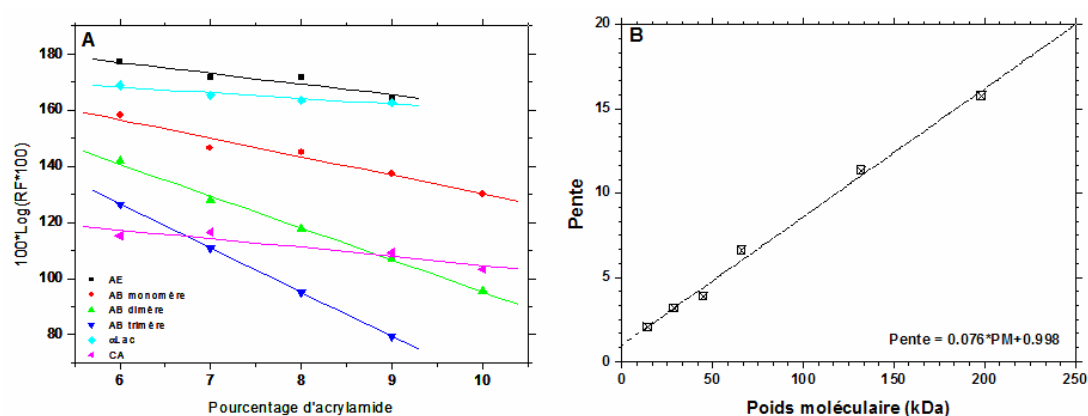 A
100*Log(RF*100)
180
160
140
120
100
80
AE
AB monomère
AB dimère
AB trimère
αLac
CA
6 7 8 9 10
Pourcentage d'acrylamide
B
Pente
20
15
10
5
0
Pente = 0.076*PM+0.998
0 50 100 150 200 250
Poids moléculaire (kDa)